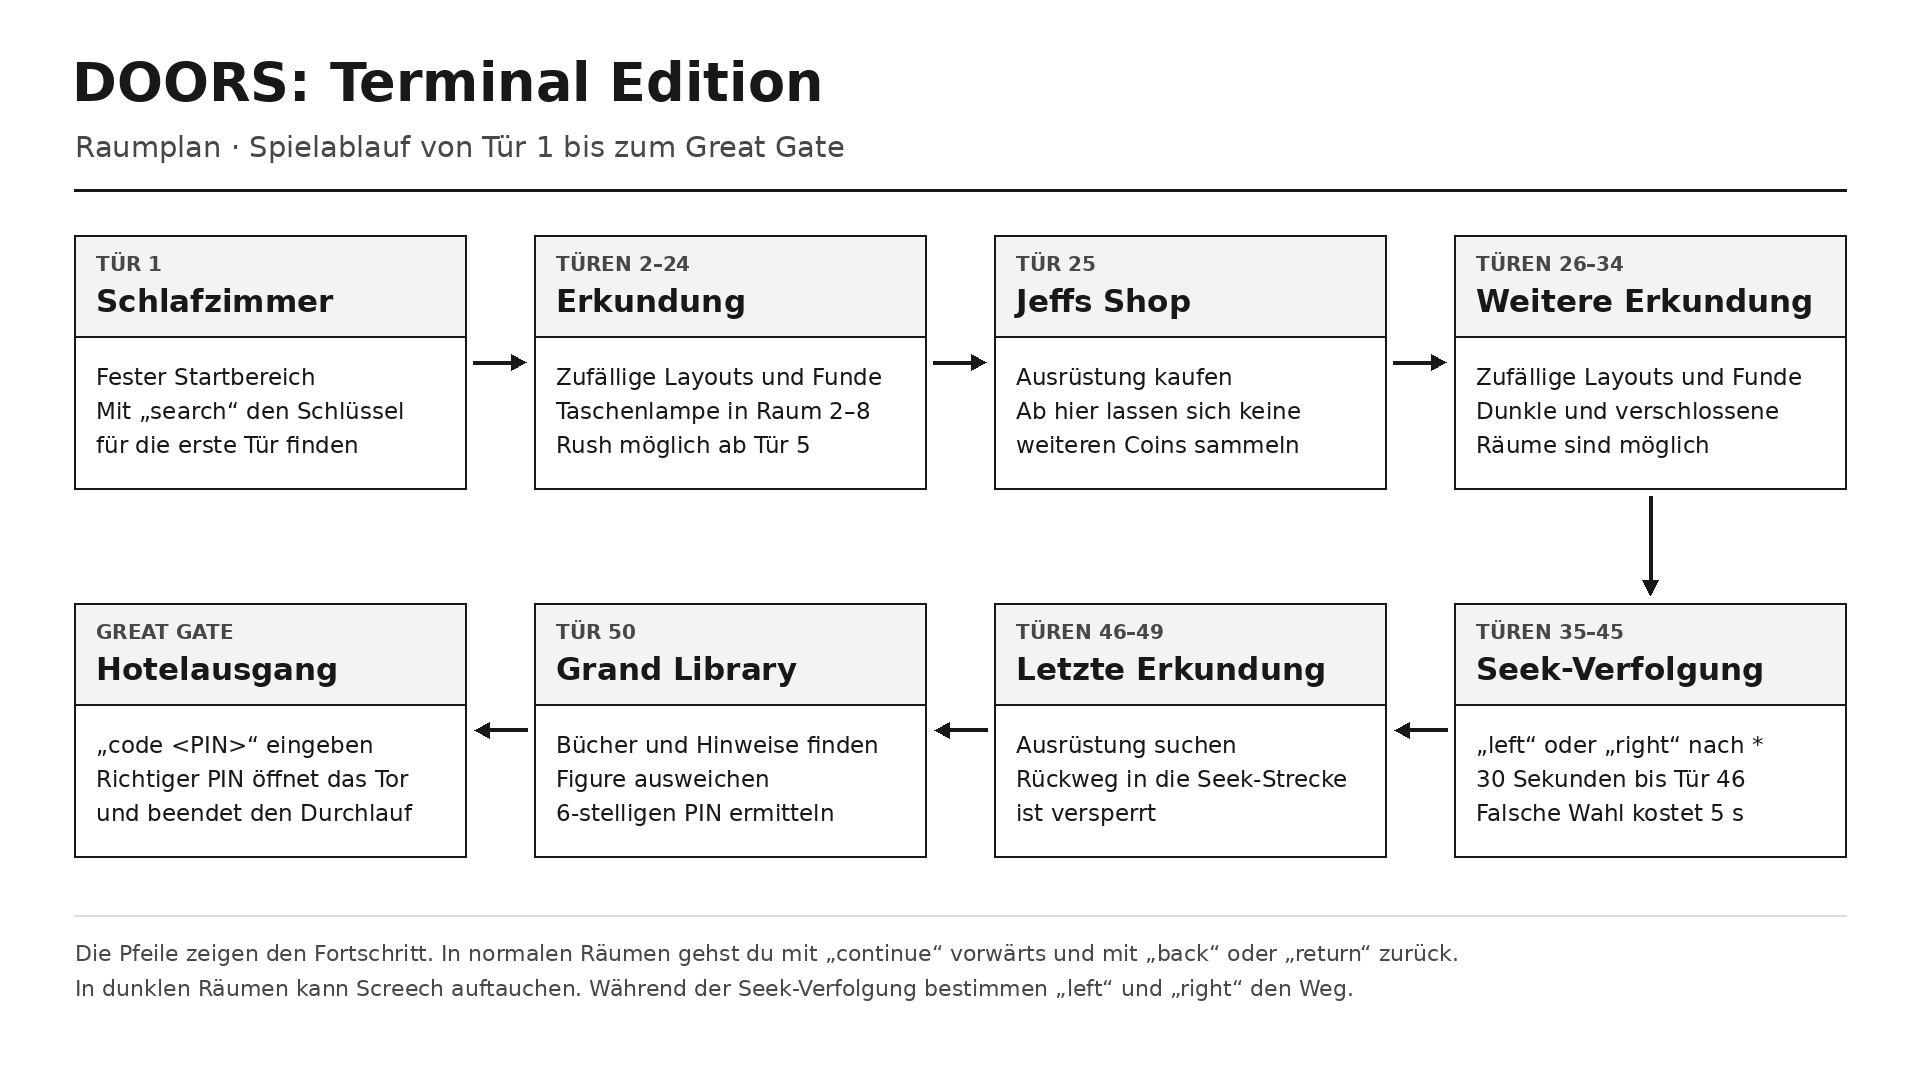 DOORS: Terminal Edition
Raumplan · Spielablauf von Tür 1 bis zum Great Gate
TÜR 1
Schlafzimmer
Fester Startbereich
Mit „search“ den Schlüssel
für die erste Tür finden
TÜREN 2–24
Erkundung
Zufällige Layouts und Funde
Taschenlampe in Raum 2–8
Rush möglich ab Tür 5
TÜR 25
Jeffs Shop
Ausrüstung kaufen
Ab hier lassen sich keine
weiteren Coins sammeln
TÜREN 26–34
Weitere Erkundung
Zufällige Layouts und Funde
Dunkle und verschlossene
Räume sind möglich
TÜREN 35–45
Seek-Verfolgung
„left“ oder „right“ nach *
30 Sekunden bis Tür 46
Falsche Wahl kostet 5 s
TÜREN 46–49
Letzte Erkundung
Ausrüstung suchen
Rückweg in die Seek-Strecke
ist versperrt
TÜR 50
Grand Library
Bücher und Hinweise finden
Figure ausweichen
6-stelligen PIN ermitteln
GREAT GATE
Hotelausgang
„code <PIN>“ eingeben
Richtiger PIN öffnet das Tor
und beendet den Durchlauf
Die Pfeile zeigen den Fortschritt. In normalen Räumen gehst du mit „continue“ vorwärts und mit „back“ oder „return“ zurück.
In dunklen Räumen kann Screech auftauchen. Während der Seek-Verfolgung bestimmen „left“ und „right“ den Weg.